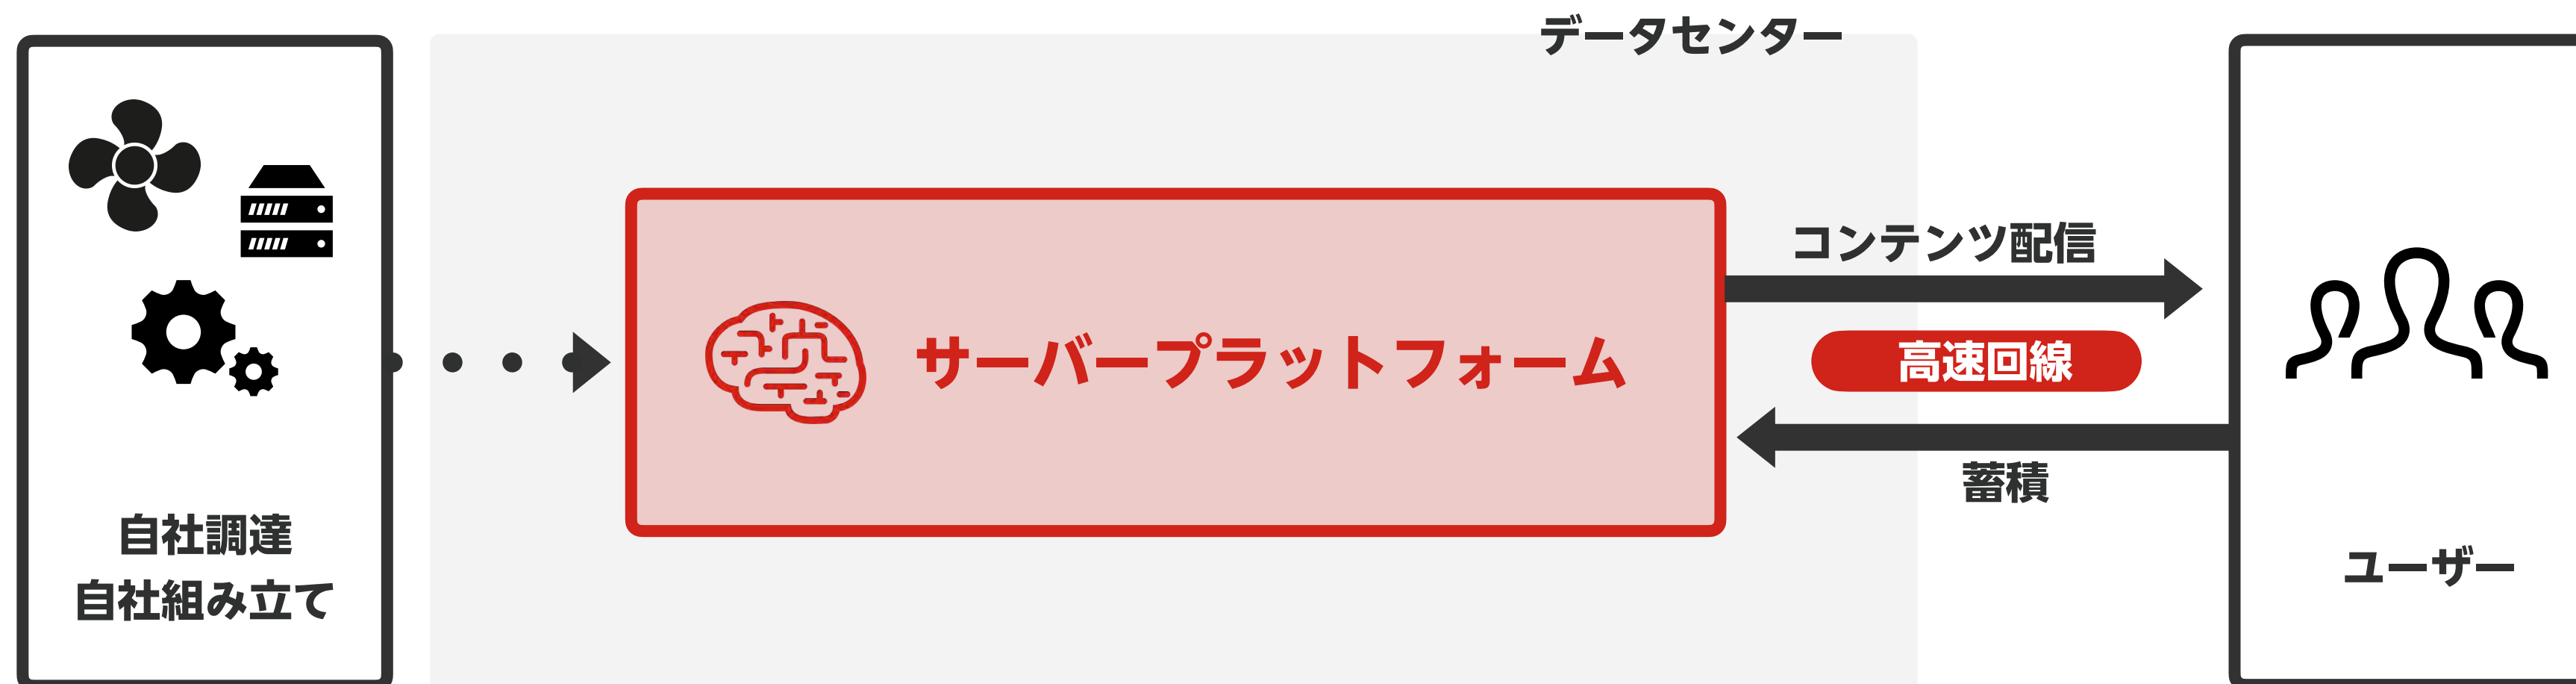 データセンター
自社調達
自社組み立て
サーバープラットフォーム
コンテンツ配信
高速回線
蓄積
ユーザー